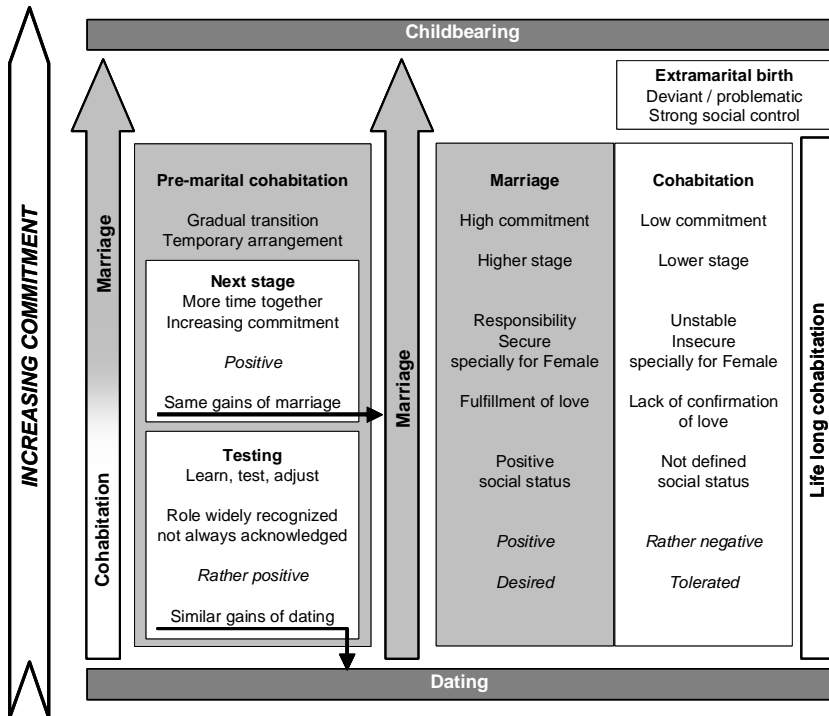 Childbearing
INCREASING COMMITMENT
Marriage
Cohabitation
Pre-marital cohabitation
Gradual transition
Temporary arrangement
Next stage
More time together
Increasing commitment
Positive
Same gains of marriage
Testing
Learn, test, adjust
Role widely recognized
not always acknowledged
Rather positive
Similar gains of dating
Marriage
Extramarital birth
Deviant / problematic
Strong social control
Marriage
High commitment
Higher stage
Responsibility
Secure
specially for Female
Fulfillment of love
Positive
social status
Positive
Desired
Cohabitation
Low commitment
Lower stage
Unstable
Insecure
specially for Female
Lack of confirmation
of love
Not defined
social status
Rather negative
Tolerated
Life long cohabitation
Dating